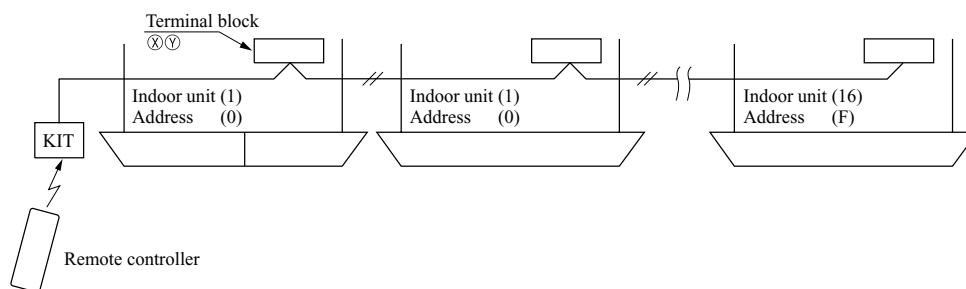 Terminal block
ⓍⓎ
Indoor unit (1)
Address (0)
Indoor unit (1)
Address (0)
Indoor unit (16)
Address (F)
KIT
Remote controller